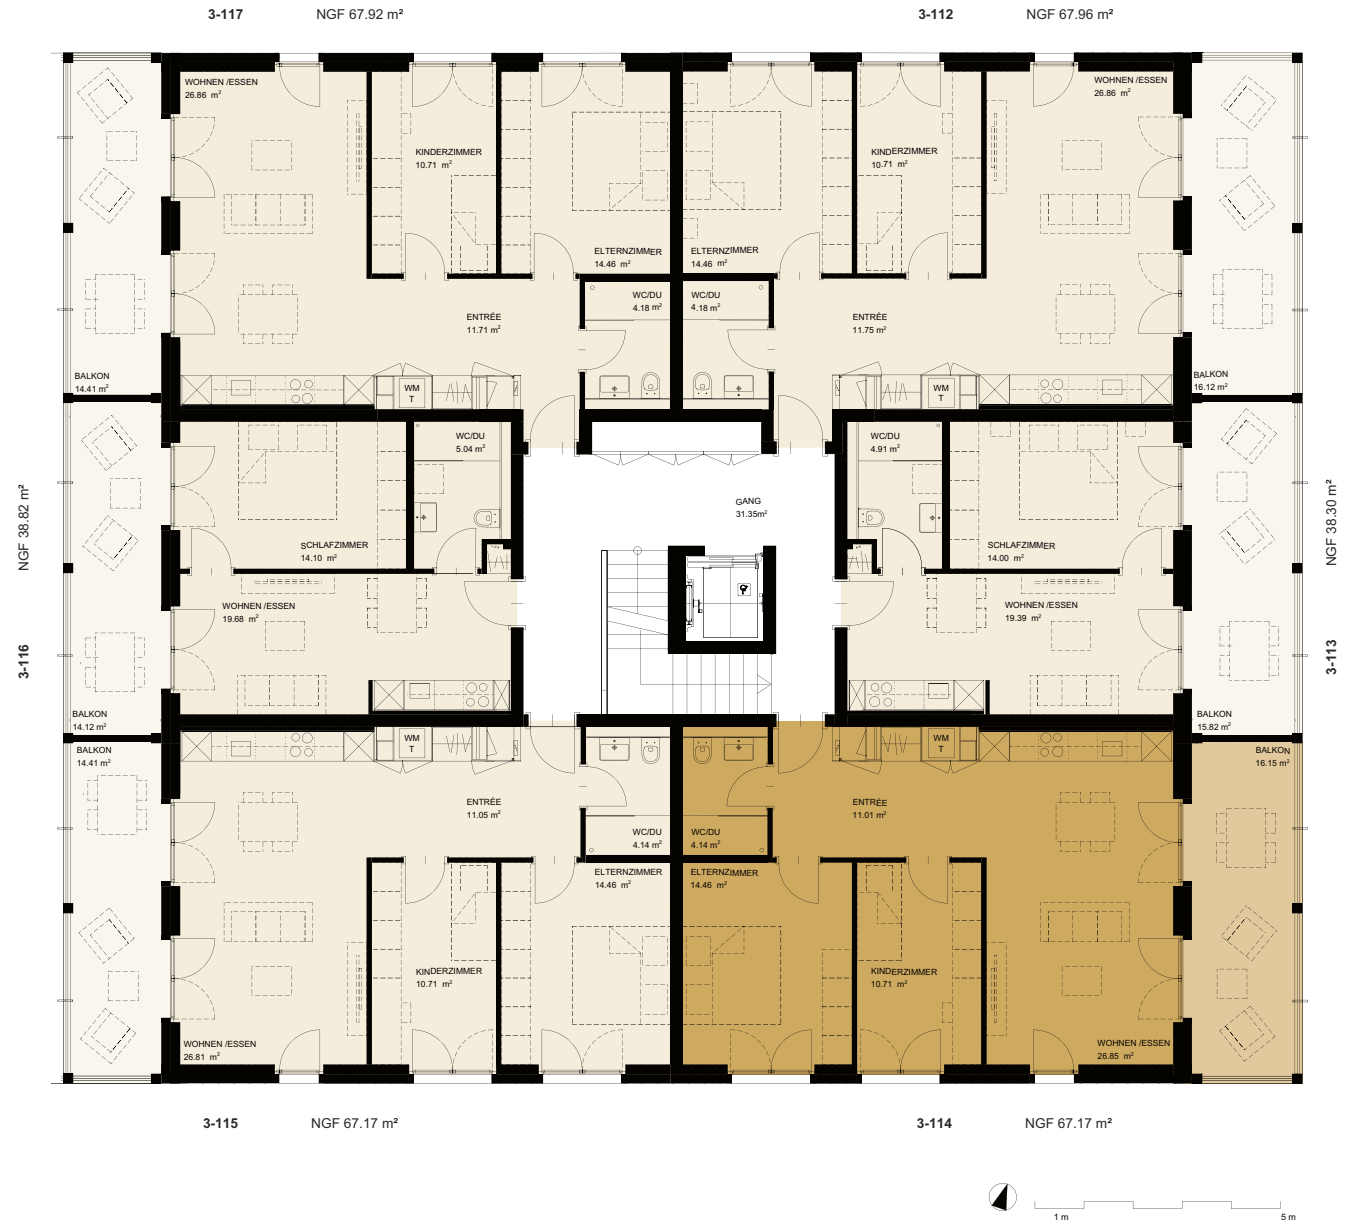 3-117 NGF 67.92 m²
3-112 NGF 67.96 m²
WOHNEN /ESSEN
26.86 m²
KINDERZIMMER
10.71 m²
ELTERNZIMMER
14.46 m²
WC/DU
4.18 m²
ENTRÉE
11.71 m²
WM
T
BALKON
14.41 m²
ELTERNZIMMER
14.46 m²
KINDERZIMMER
10.71 m²
WOHNEN /ESSEN
26.86 m²
WC/DU
4.18 m²
ENTRÉE
11.75 m²
WM
T
BALKON
16.12 m²
NGF 38.82 m²
3-116
SCHLAFZIMMER
14.10 m²
WC/DU
5.04 m²
WOHNEN /ESSEN
19.68 m²
BALKON
14.12 m²
GANG
31.35m²
WC/DU
4.91 m²
SCHLAFZIMMER
14.00 m²
WOHNEN /ESSEN
19.39 m²
BALKON
15.82 m²
NGF 38.30 m²
3-113
BALKON
14.41 m²
WM
T
ENTRÉE
11.05 m²
WC/DU
4.14 m²
ELTERNZIMMER
14.46 m²
KINDERZIMMER
10.71 m²
WOHNEN /ESSEN
26.81 m²
WM
T
BALKON
16.15 m²
ENTRÉE
11.01 m²
WC/DU
4.14 m²
ELTERNZIMMER
14.46 m²
KINDERZIMMER
10.71 m²
WOHNEN /ESSEN
26.85 m²
3-115 NGF 67.17 m²
3-114 NGF 67.17 m²
1 m 5 m